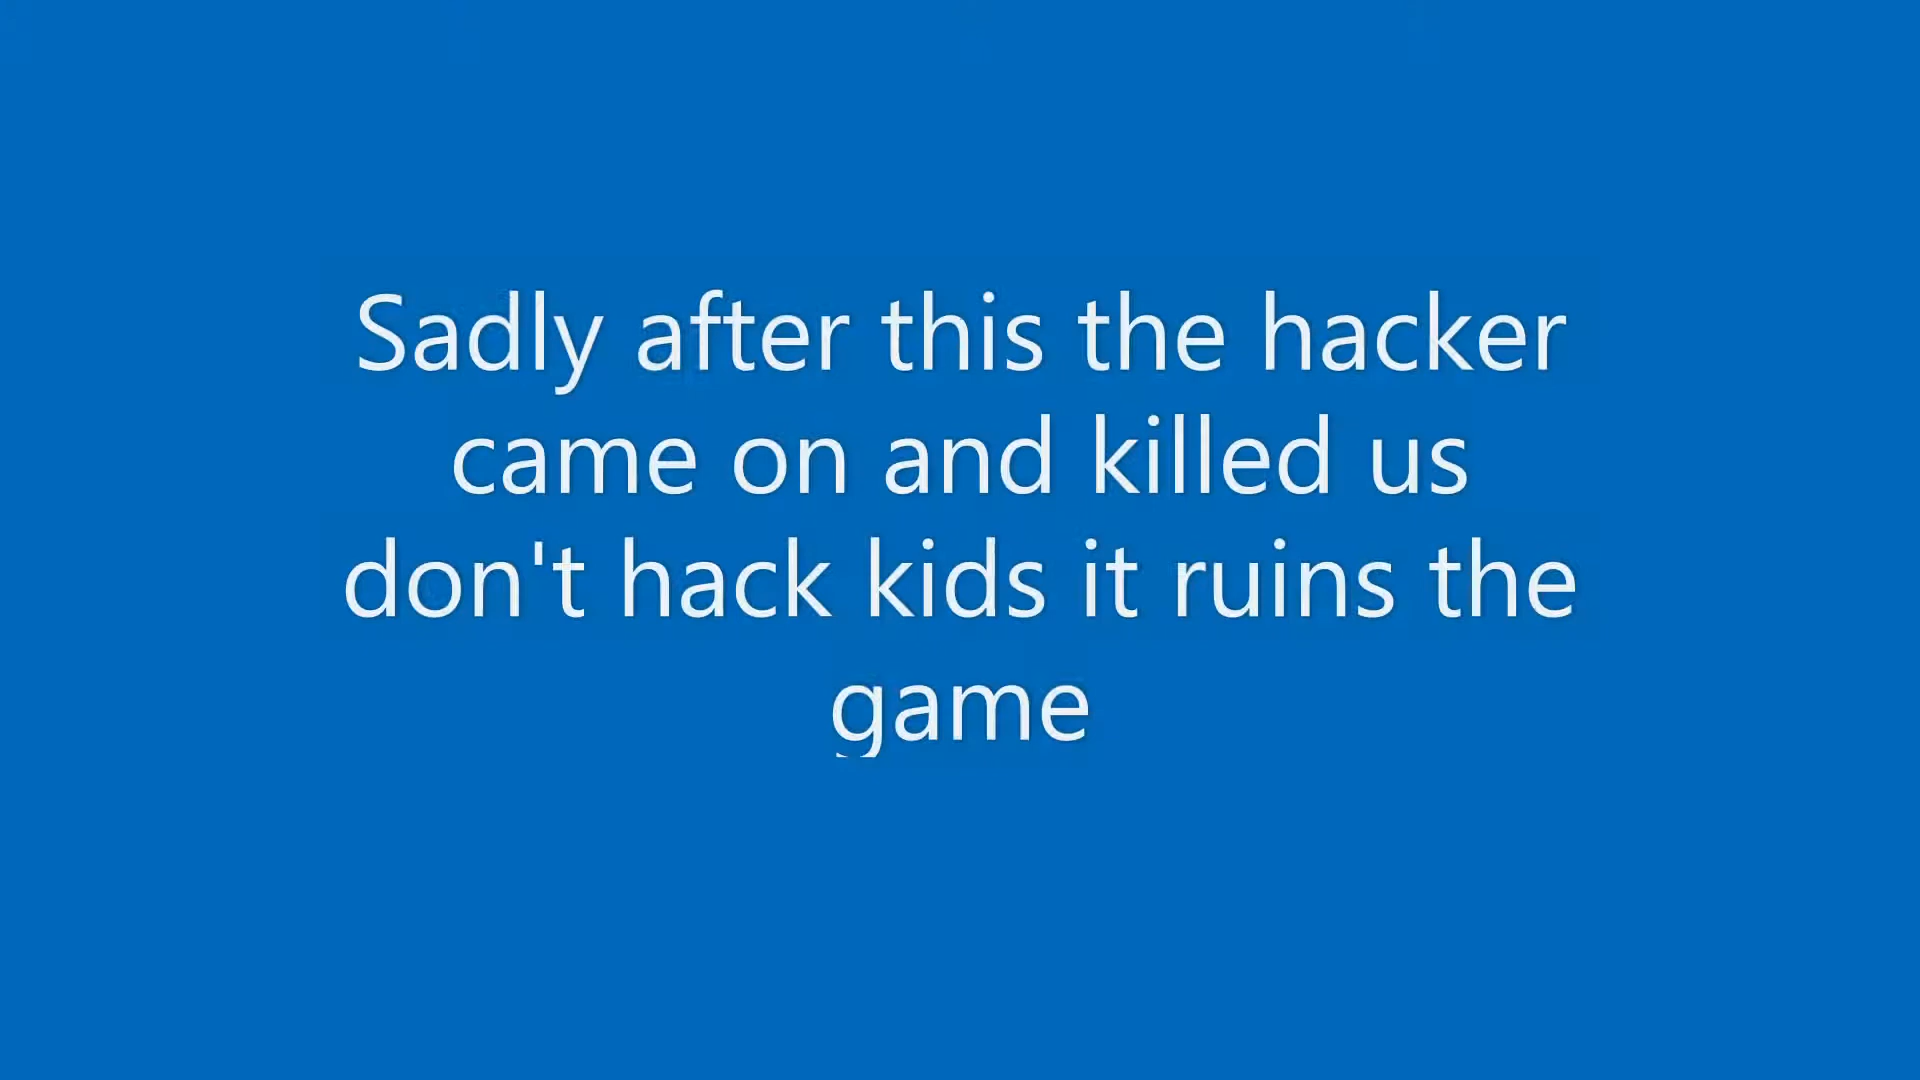 Sadly after this the hacker
came on and killed us
don't hack kids it ruins the
game